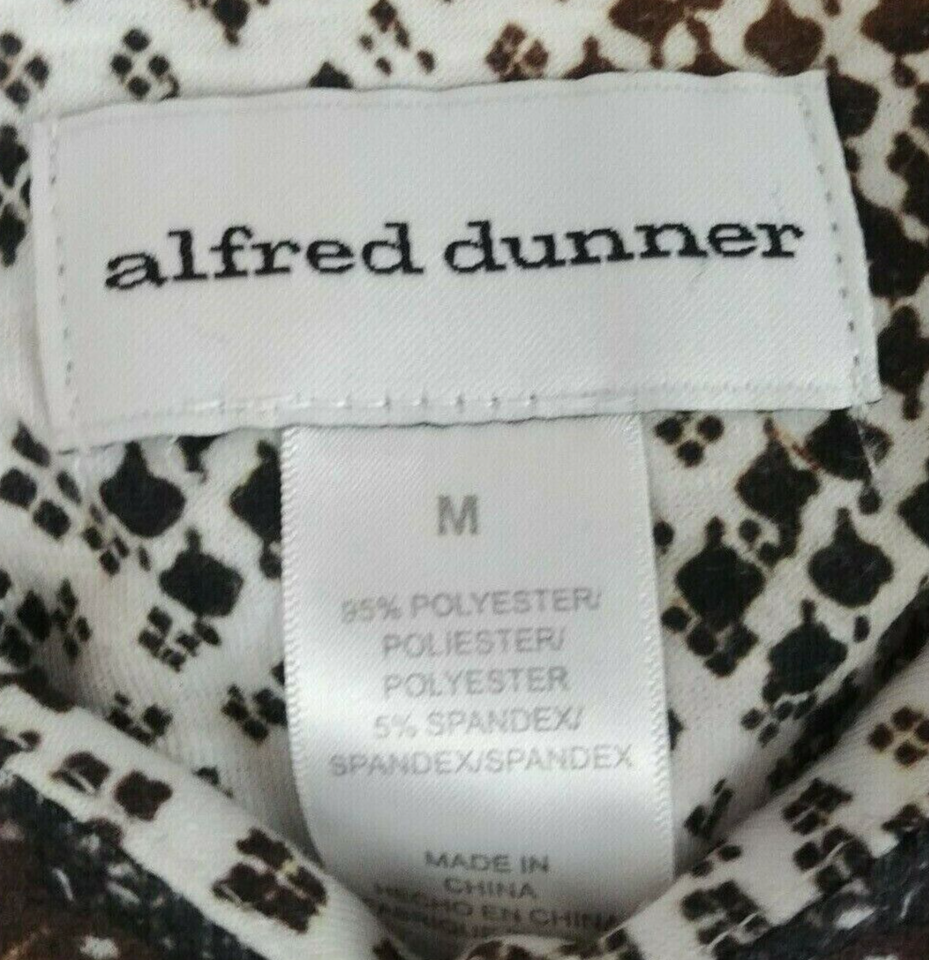 alfred dunner
M
95% POLYESTER/
POLIESTER/
POLYESTER
5% SPANDEX/
SPANDEX/SPANDEX
MADE IN
CHINA
HECHO EN CHINA